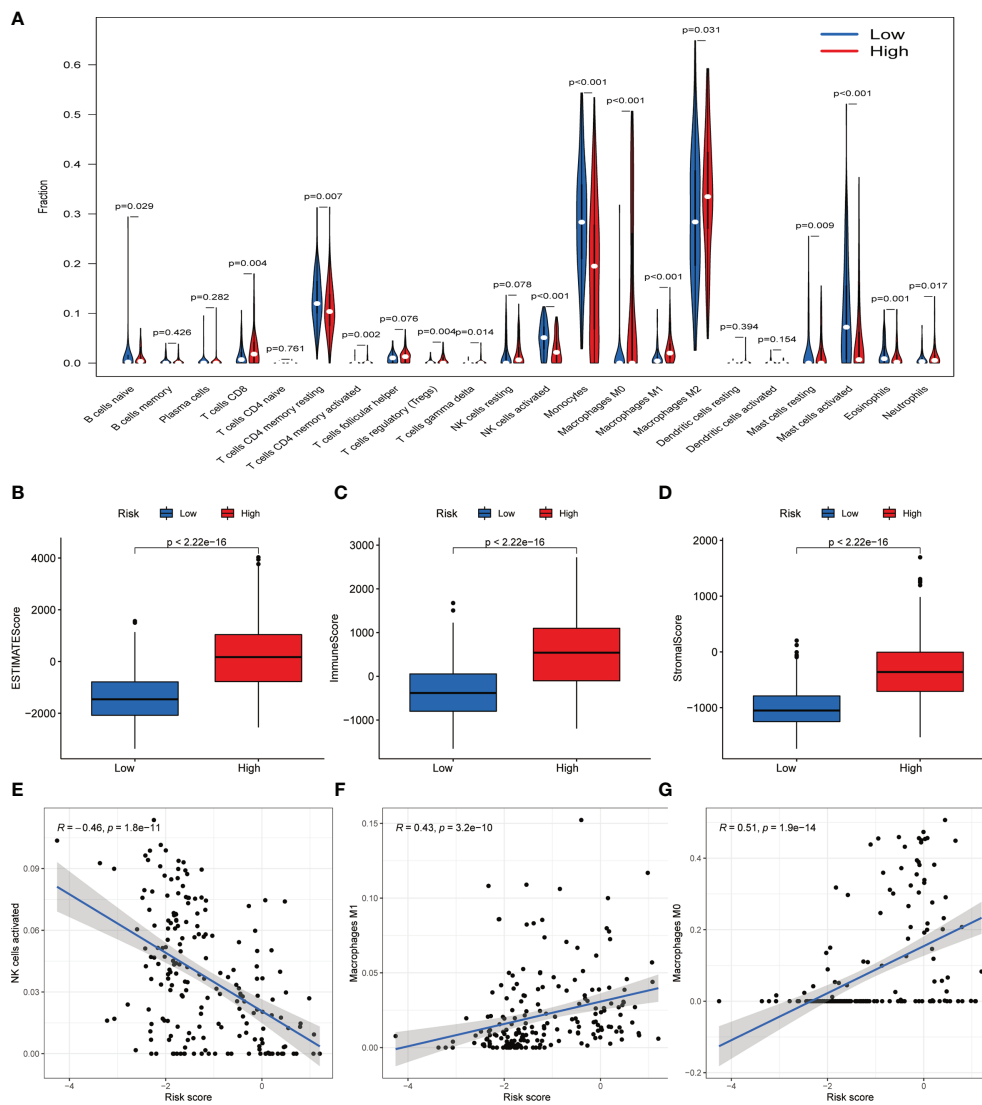 A
Low
High
Fraction
0.6
0.5
0.4
0.3
0.2
0.1
0.0
p=0.029
p=0.426
p=0.282
p=0.004
p=0.761
p=0.007
p=0.002
p=0.076
p=0.004
p=0.014
p=0.078
p<0.001
p<0.001
p<0.001
p<0.001
p=0.031
p=0.394
p=0.154
p=0.009
p<0.001
p=0.001
p=0.017
B cells naive
B cells memory
Plasma cells
T cells CD8
T cells CD4 naive
T cells CD4 memory resting
T cells CD4 memory activated
T cells follicular helper
T cells regulatory (Tregs)
T cells gamma delta
NK cells resting
NK cells activated
Monocytes
Macrophages M0
Macrophages M1
Macrophages M2
Dendritic cells resting
Dendritic cells activated
Mast cells resting
Mast cells activated
Eosinophils
Neutrophils
B
Risk Low High
p < 2.22e−16
ESTIMATEScore
4000
2000
0
−2000
Low High
C
Risk Low High
p < 2.22e−16
ImmuneScore
3000
2000
1000
0
−1000
Low High
D
Risk Low High
p < 2.22e−16
StromalScore
2000
1000
0
−1000
Low High
E
R = −0.46, p = 1.8e−11
NK cells activated
0.09
0.06
0.03
0.00
−4 −2 0
Risk score
F
R = 0.43, p = 3.2e−10
Macrophages M1
0.15
0.10
0.05
0.00
−4 −2 0
Risk score
G
R = 0.51, p = 1.9e−14
Macrophages M0
0.4
0.2
0.0
−0.2
−4 −2 0
Risk score